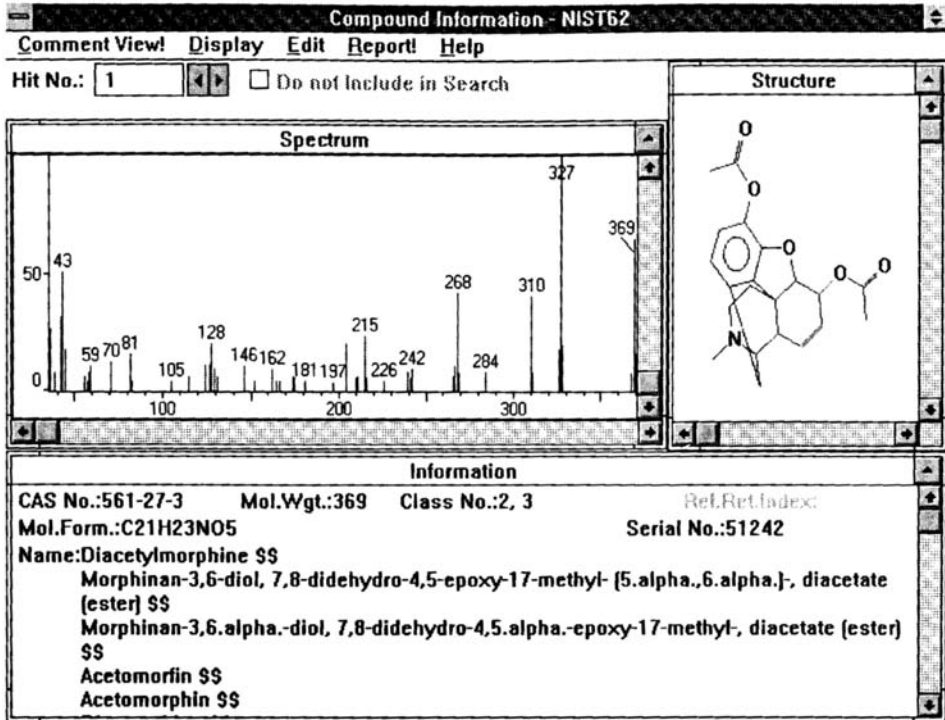 Compound Information - NIST62
Comment View! Display Edit Report! Help
Hit No.: 1 Do not Include in Search
Structure
O
O
O
O
O
N
Spectrum
50
0
43
59
70
81
105
128
146
162
181
197
215
226
242
268
284
310
327
369
100 200 300
Information
CAS No.:561-27-3 Mol.Wgt.:369 Class No.:2, 3 Ref.Ret.Index:
Mol.Form.:C21H23NO5 Serial No.:51242
Name:Diacetylmorphine $$
Morphinan-3,6-diol, 7,8-didehydro-4,5-epoxy-17-methyl- (5.alpha.,6.alpha.)-, diacetate
(ester) $$
Morphinan-3,6.alpha.-diol, 7,8-didehydro-4,5.alpha.-epoxy-17-methyl-, diacetate (ester)
$$
Acetomorfin $$
Acetomorphin $$